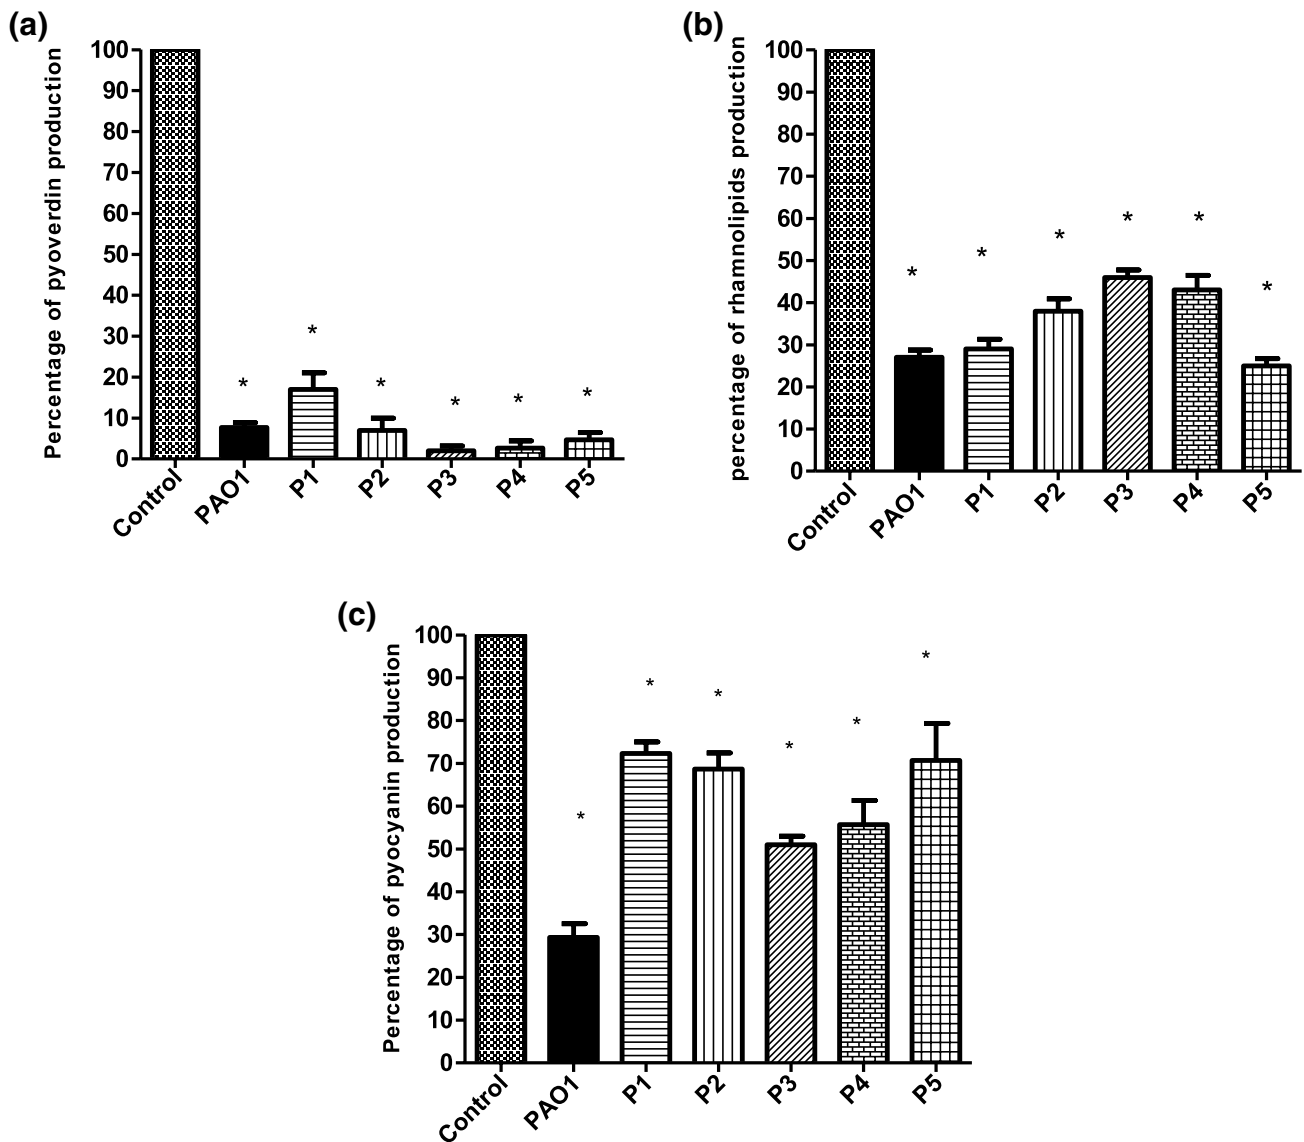 (a)
Percentage of pyoverdin production
100
90
80
70
60
50
40
30
20
10
0
*
*
*
*
*
*
Control
PAO1
P1
P2
P3
P4
P5
(b)
percentage of rhamnolipids production
100
90
80
70
60
50
40
30
20
10
0
*
*
*
*
*
*
Control
PAO1
P1
P2
P3
P4
P5
(c)
Percentage of pyocyanin production
100
90
80
70
60
50
40
30
20
10
0
*
*
*
*
*
*
Control
PAO1
P1
P2
P3
P4
P5